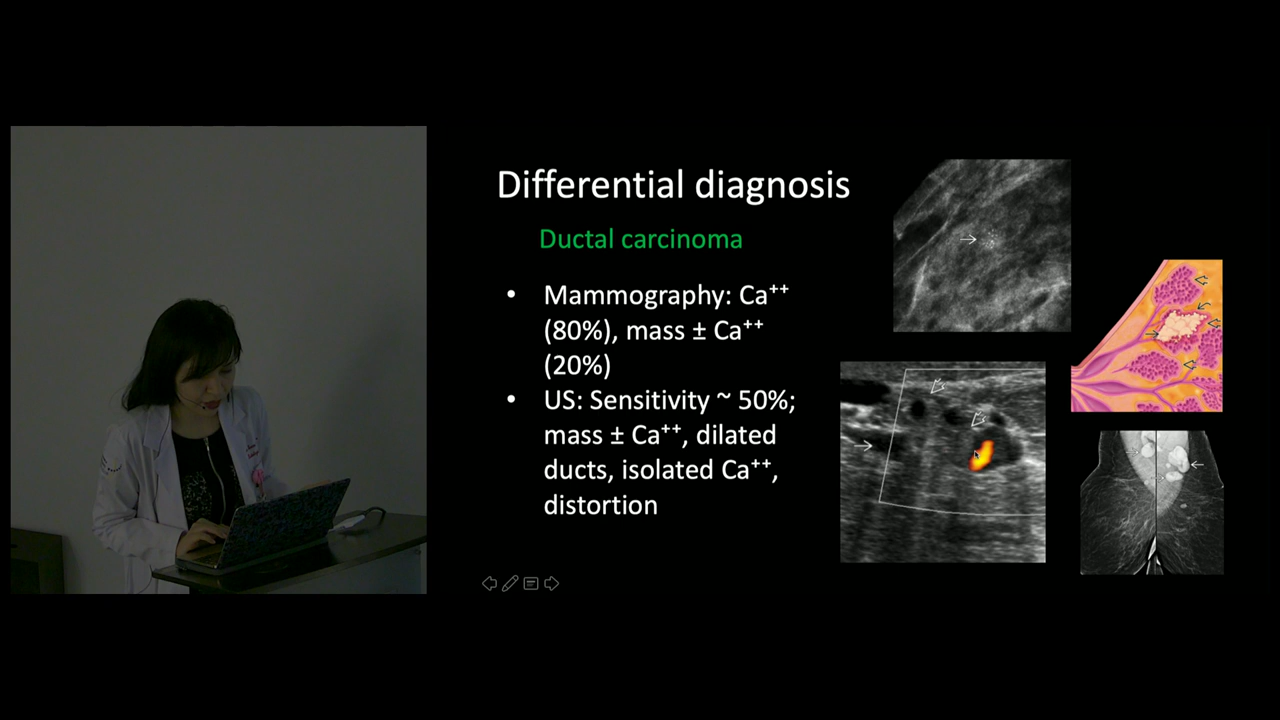 Differential diagnosis
Ductal carcinoma
• Mammography: Ca⁺⁺
(80%), mass ± Ca⁺⁺
(20%)
• US: Sensitivity ~ 50%;
mass ± Ca⁺⁺, dilated
ducts, isolated Ca⁺⁺,
distortion